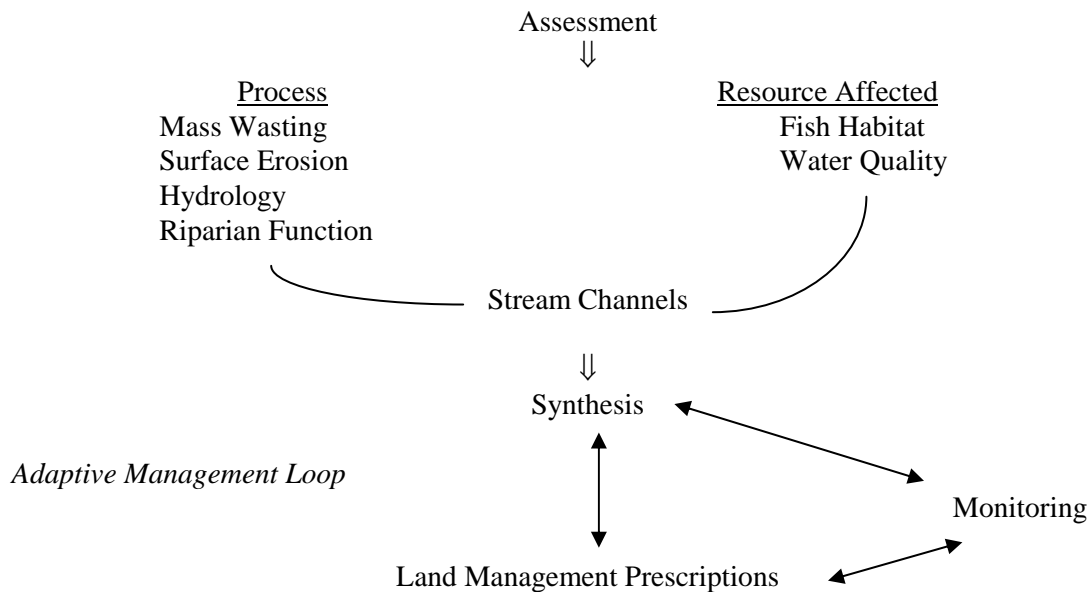 Assessment
⇓
Process
Resource Affected
Mass Wasting
Fish Habitat
Surface Erosion
Water Quality
Hydrology
Riparian Function
Stream Channels
⇓
Synthesis
Adaptive Management Loop
Monitoring
Land Management Prescriptions